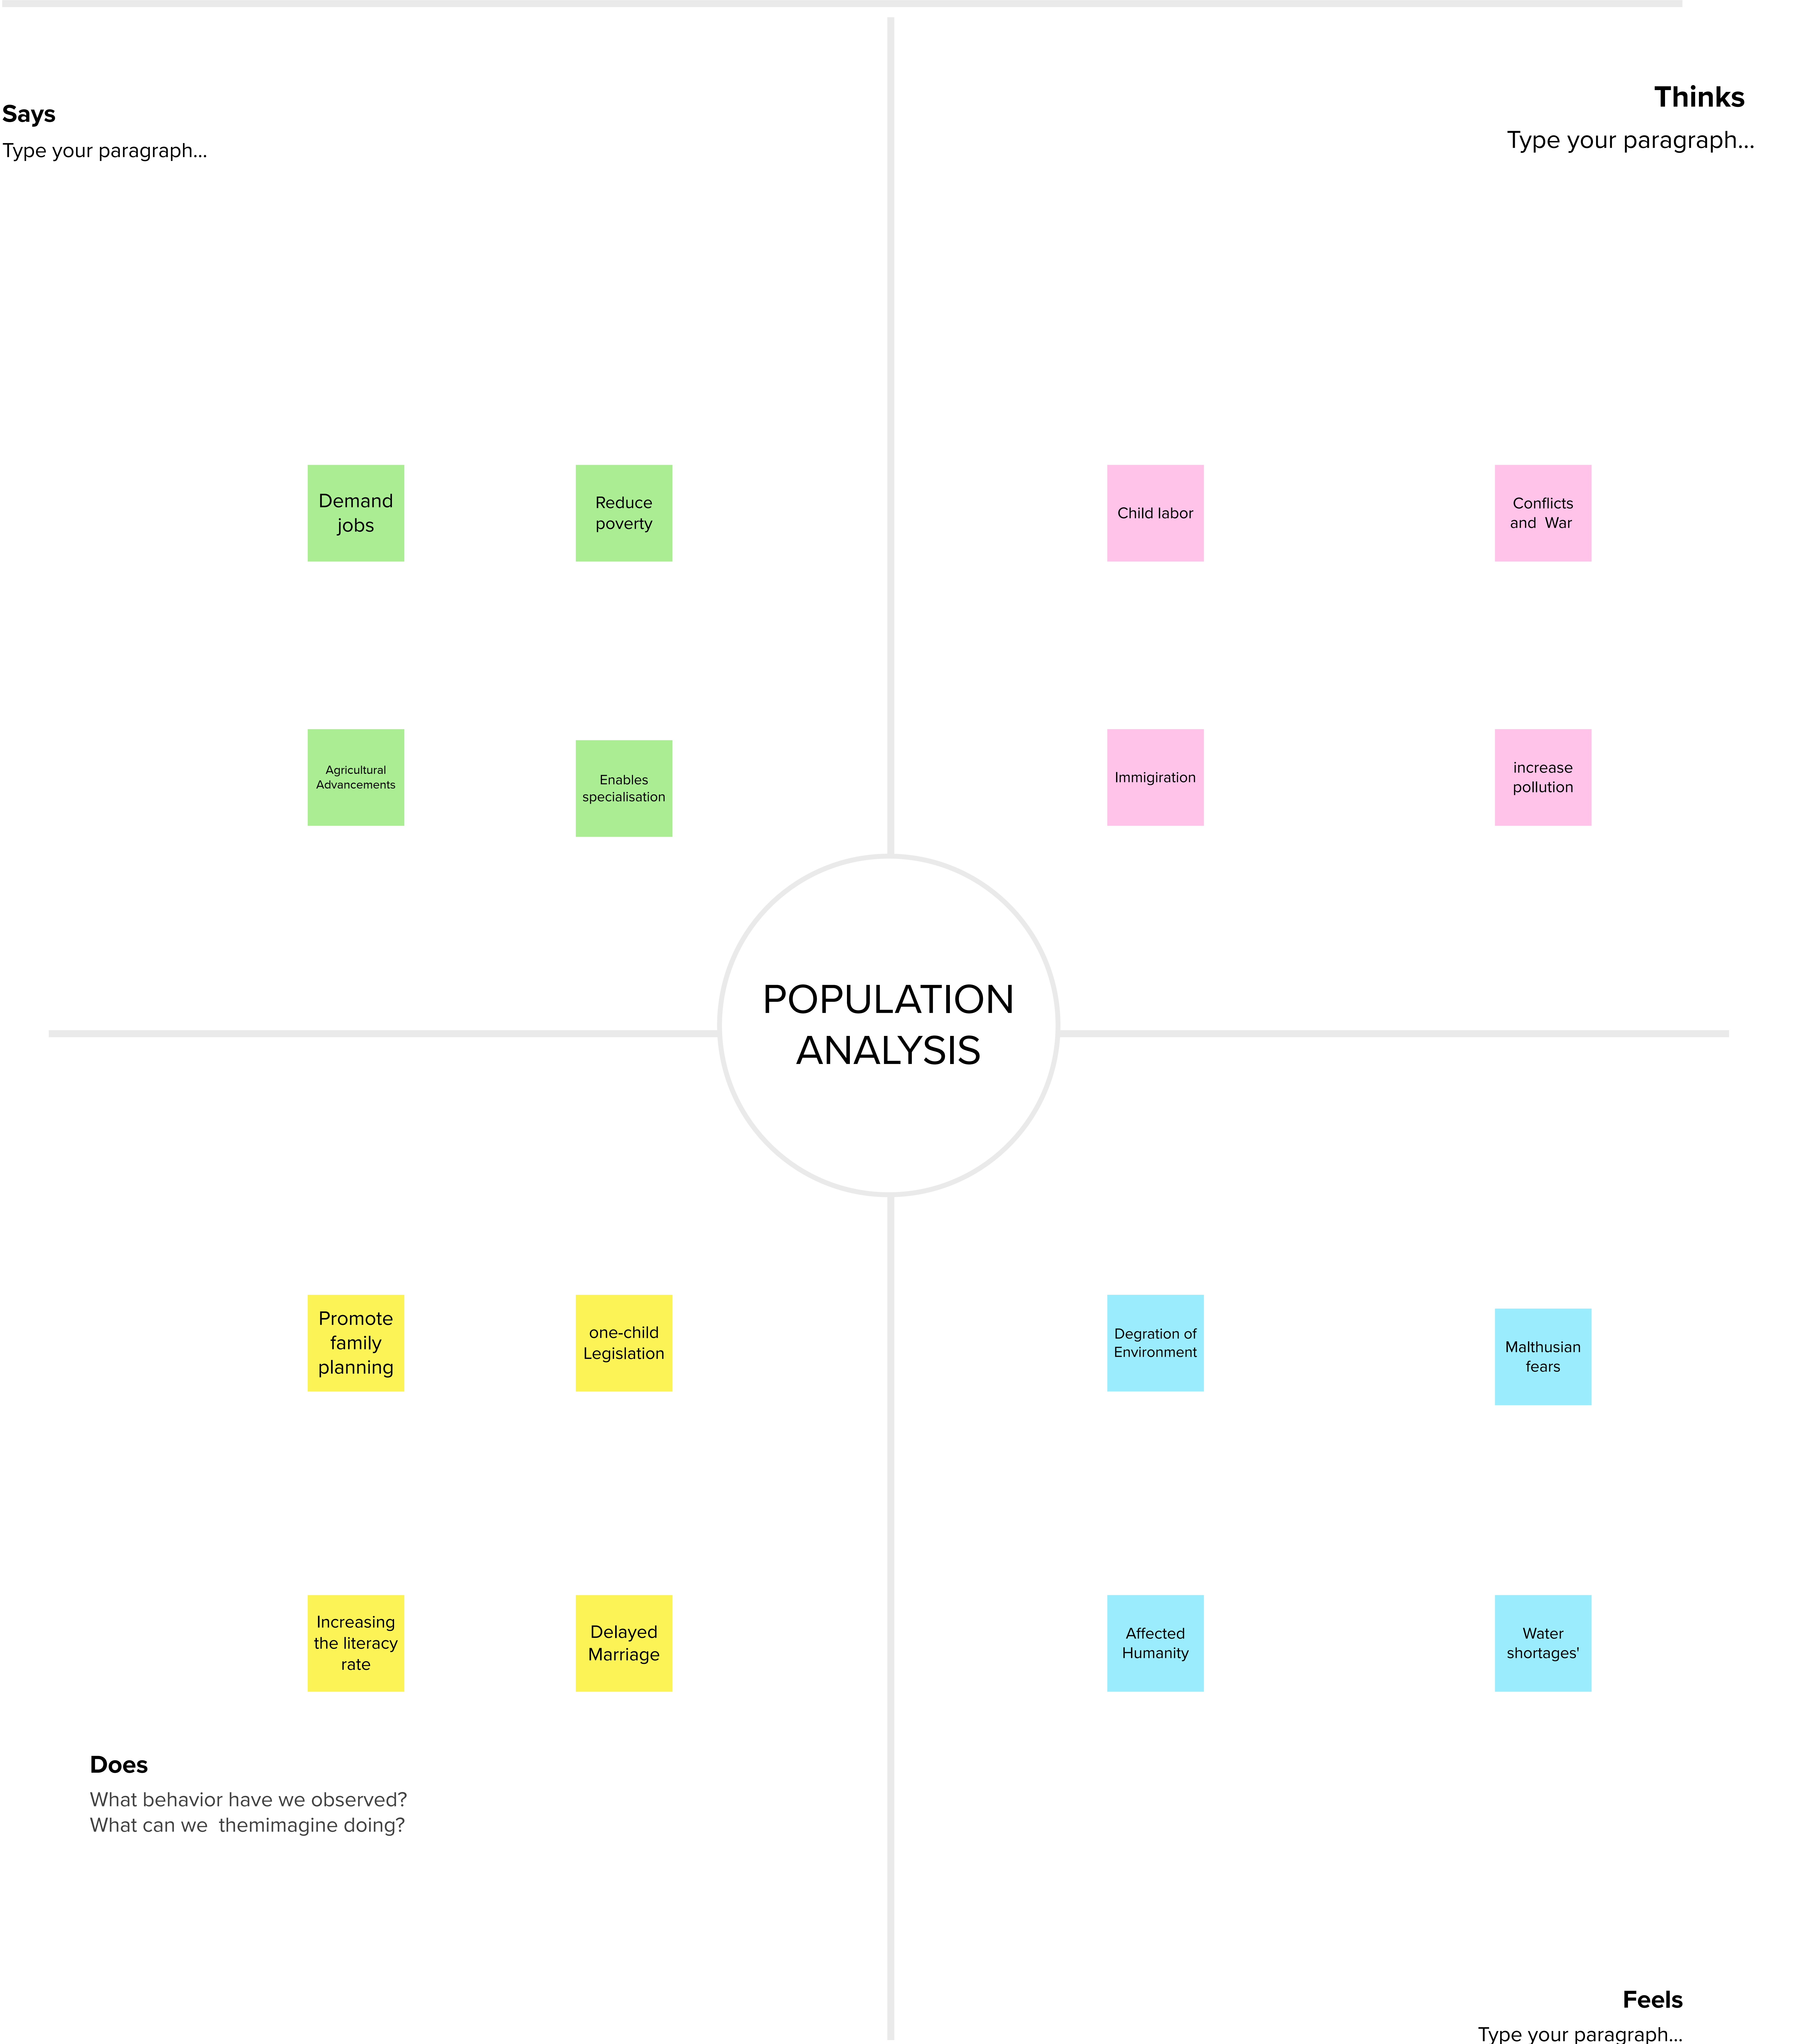 Says
Type your paragraph...
Thinks
Type your paragraph...
Demand
jobs
Reduce
poverty
Child labor
Conflicts
and  War
Agricultural
Advancements
Enables
specialisation
Immigiration
increase
pollution
POPULATION
ANALYSIS
Promote
family
planning
one-child
Legislation
Degration of
Environment
Malthusian
fears
Increasing
the literacy
rate
Delayed
Marriage
Affected
Humanity
Water
shortages'
Does
What behavior have we observed?
What can we  themimagine doing?
Feels
Type your paragraph...